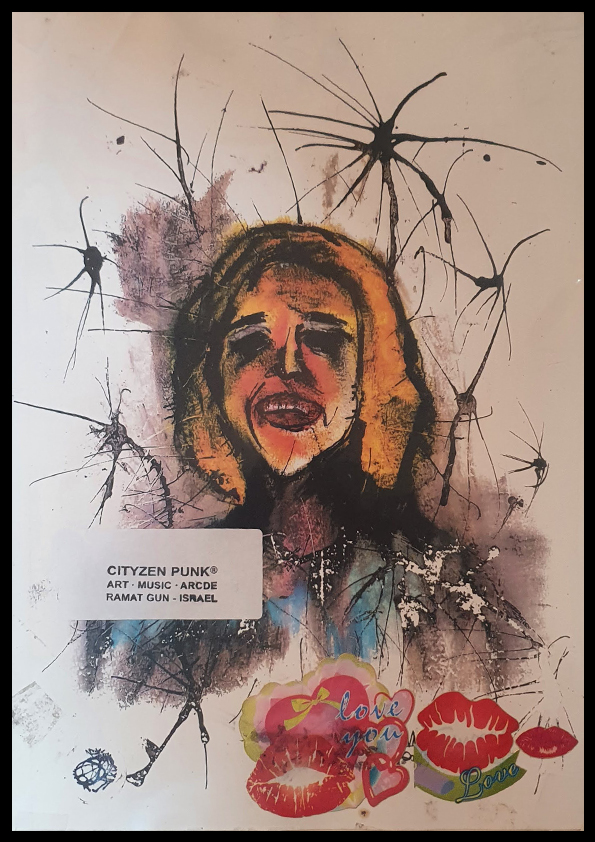 CITYZEN PUNK®
ART · MUSIC · ARCDE
RAMAT GUN - ISRAEL
love
you
Love